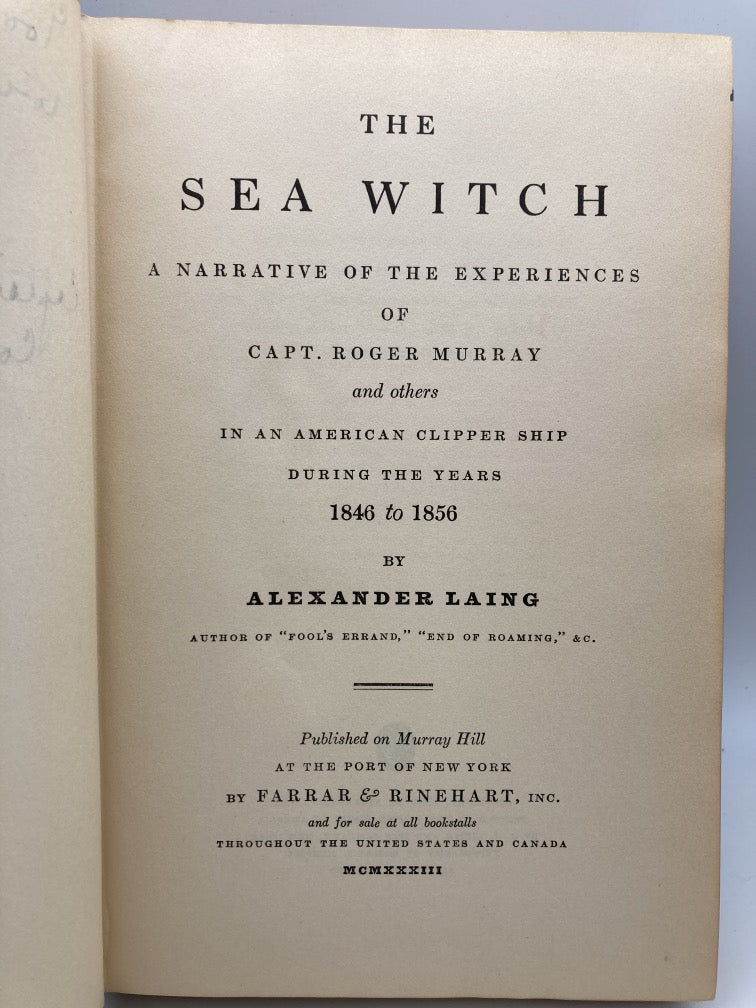 THE
SEA WITCH
A NARRATIVE OF THE EXPERIENCES
OF
CAPT. ROGER MURRAY
and others
IN AN AMERICAN CLIPPER SHIP
DURING THE YEARS
1846 to 1856
BY
ALEXANDER LAING
AUTHOR OF "FOOL'S ERRAND," "END OF ROAMING," &C.
Published on Murray Hill
AT THE PORT OF NEW YORK
BY FARRAR & RINEHART, INC.
and for sale at all bookstalls
THROUGHOUT THE UNITED STATES AND CANADA
MCMXXXIII